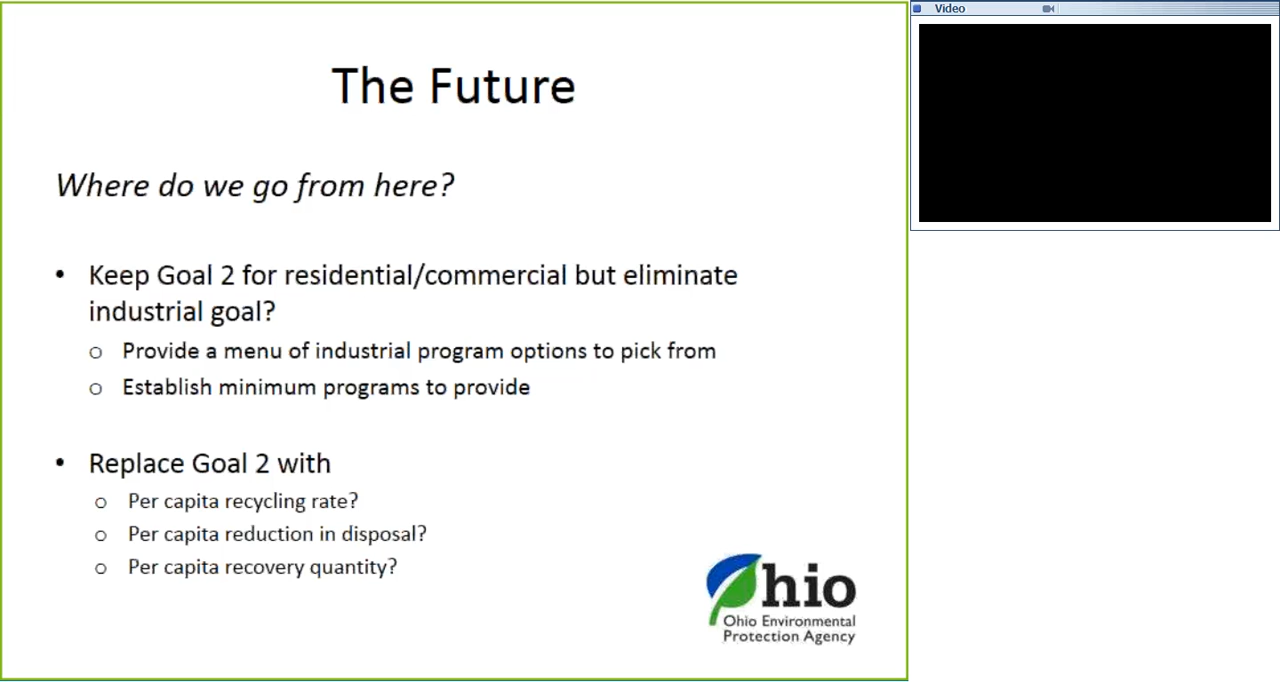 The Future
Where do we go from here?
• Keep Goal 2 for residential/commercial but eliminate
industrial goal?
o Provide a menu of industrial program options to pick from
o Establish minimum programs to provide
• Replace Goal 2 with
o Per capita recycling rate?
o Per capita reduction in disposal?
o Per capita recovery quantity?
Ohio
Ohio Environmental
Protection Agency
Video